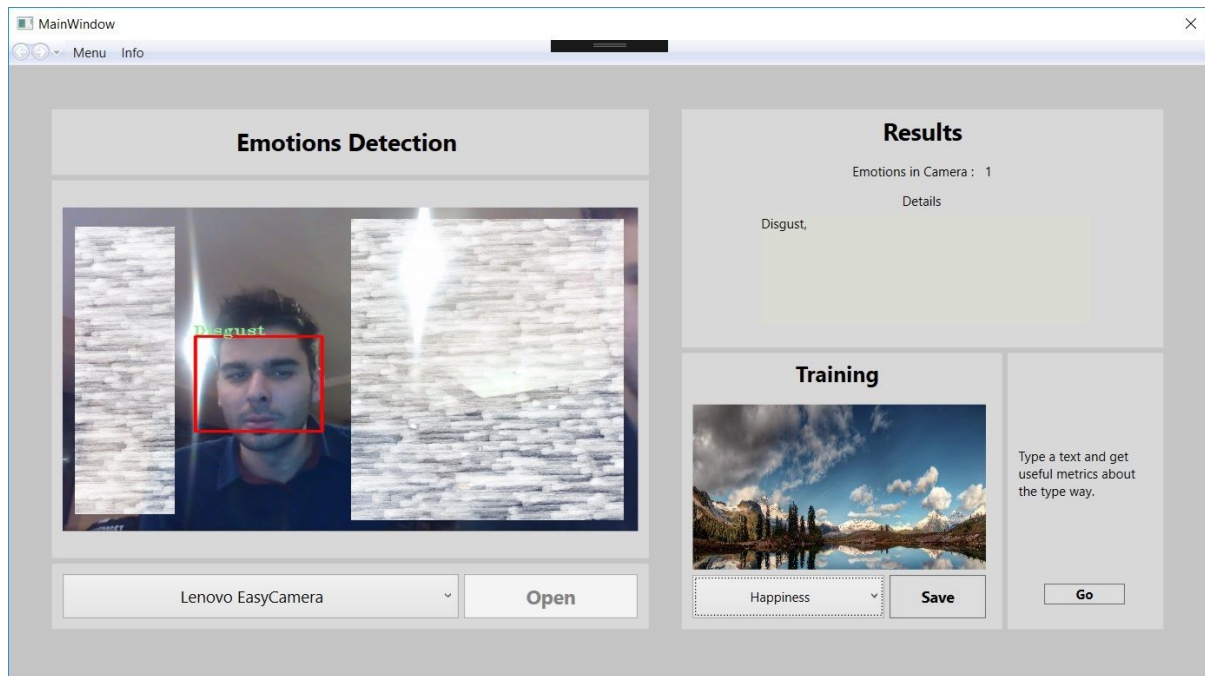 MainWindow
Menu Info
Emotions Detection
Disgust
Lenovo EasyCamera
Open
Results
Emotions in Camera : 1
Details
Disgust,
Training
Happiness
Save
Type a text and get
useful metrics about
the type way.
Go